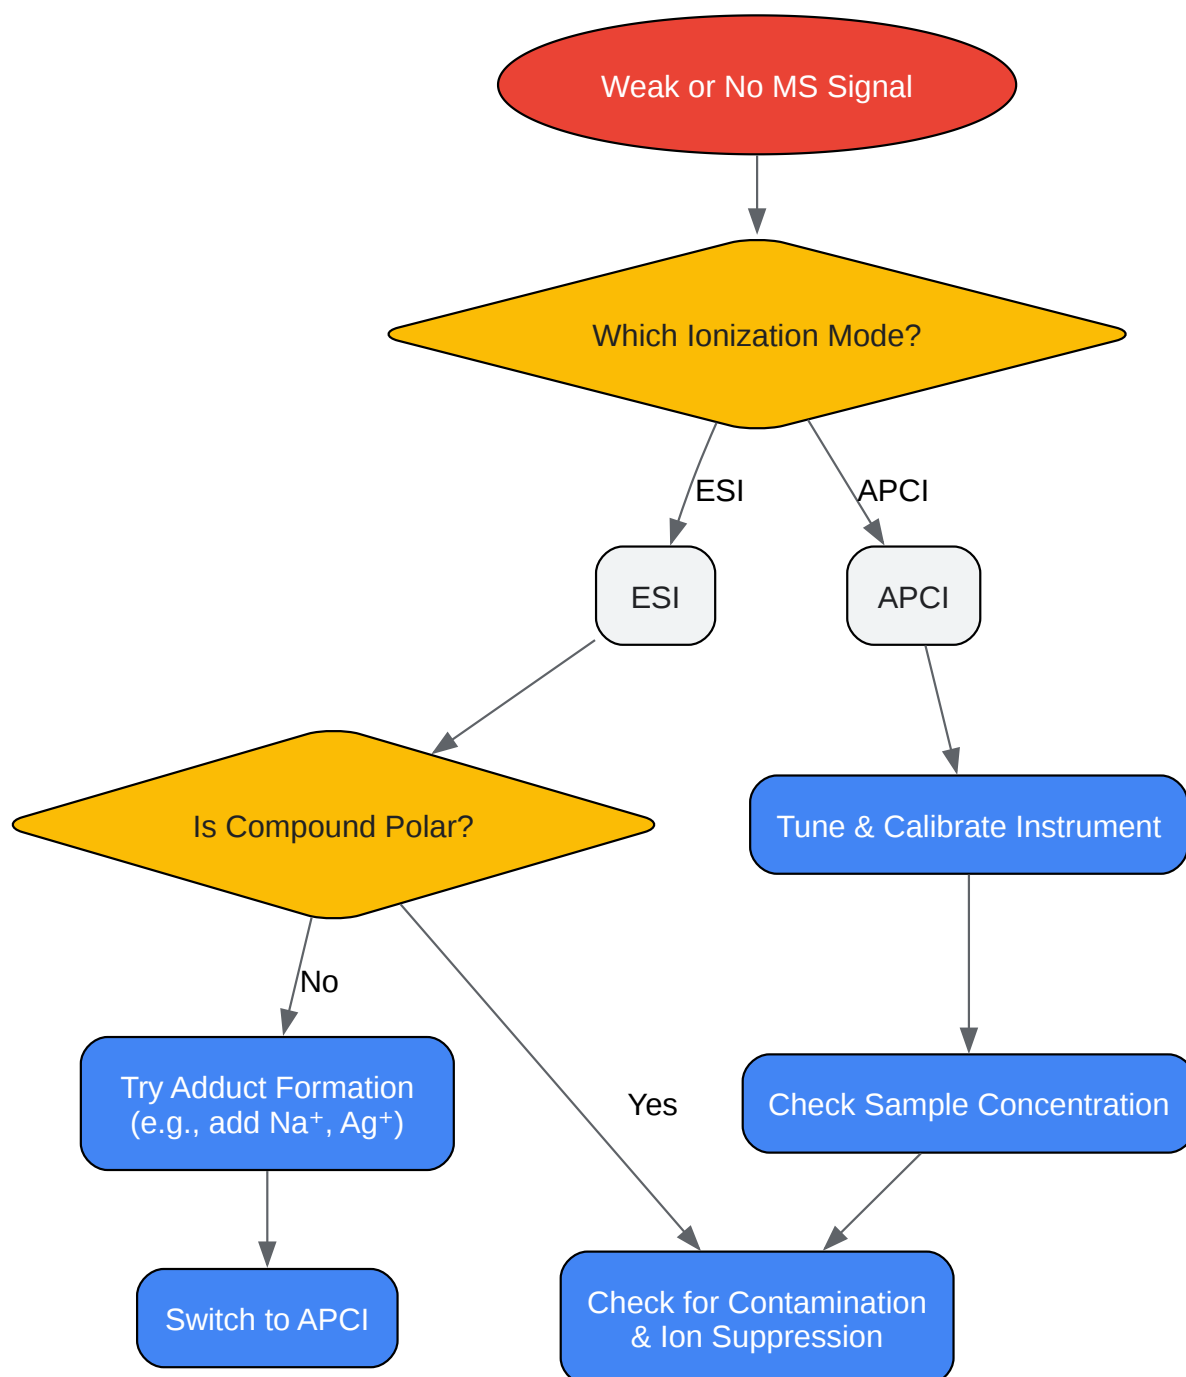 Weak or No MS Signal
Which Ionization Mode?
ESI
APCI
ESI
APCI
Is Compound Polar?
Tune & Calibrate Instrument
No
Try Adduct Formation
(e.g., add Na⁺, Ag⁺)
Yes
Check Sample Concentration
Switch to APCI
Check for Contamination
& Ion Suppression